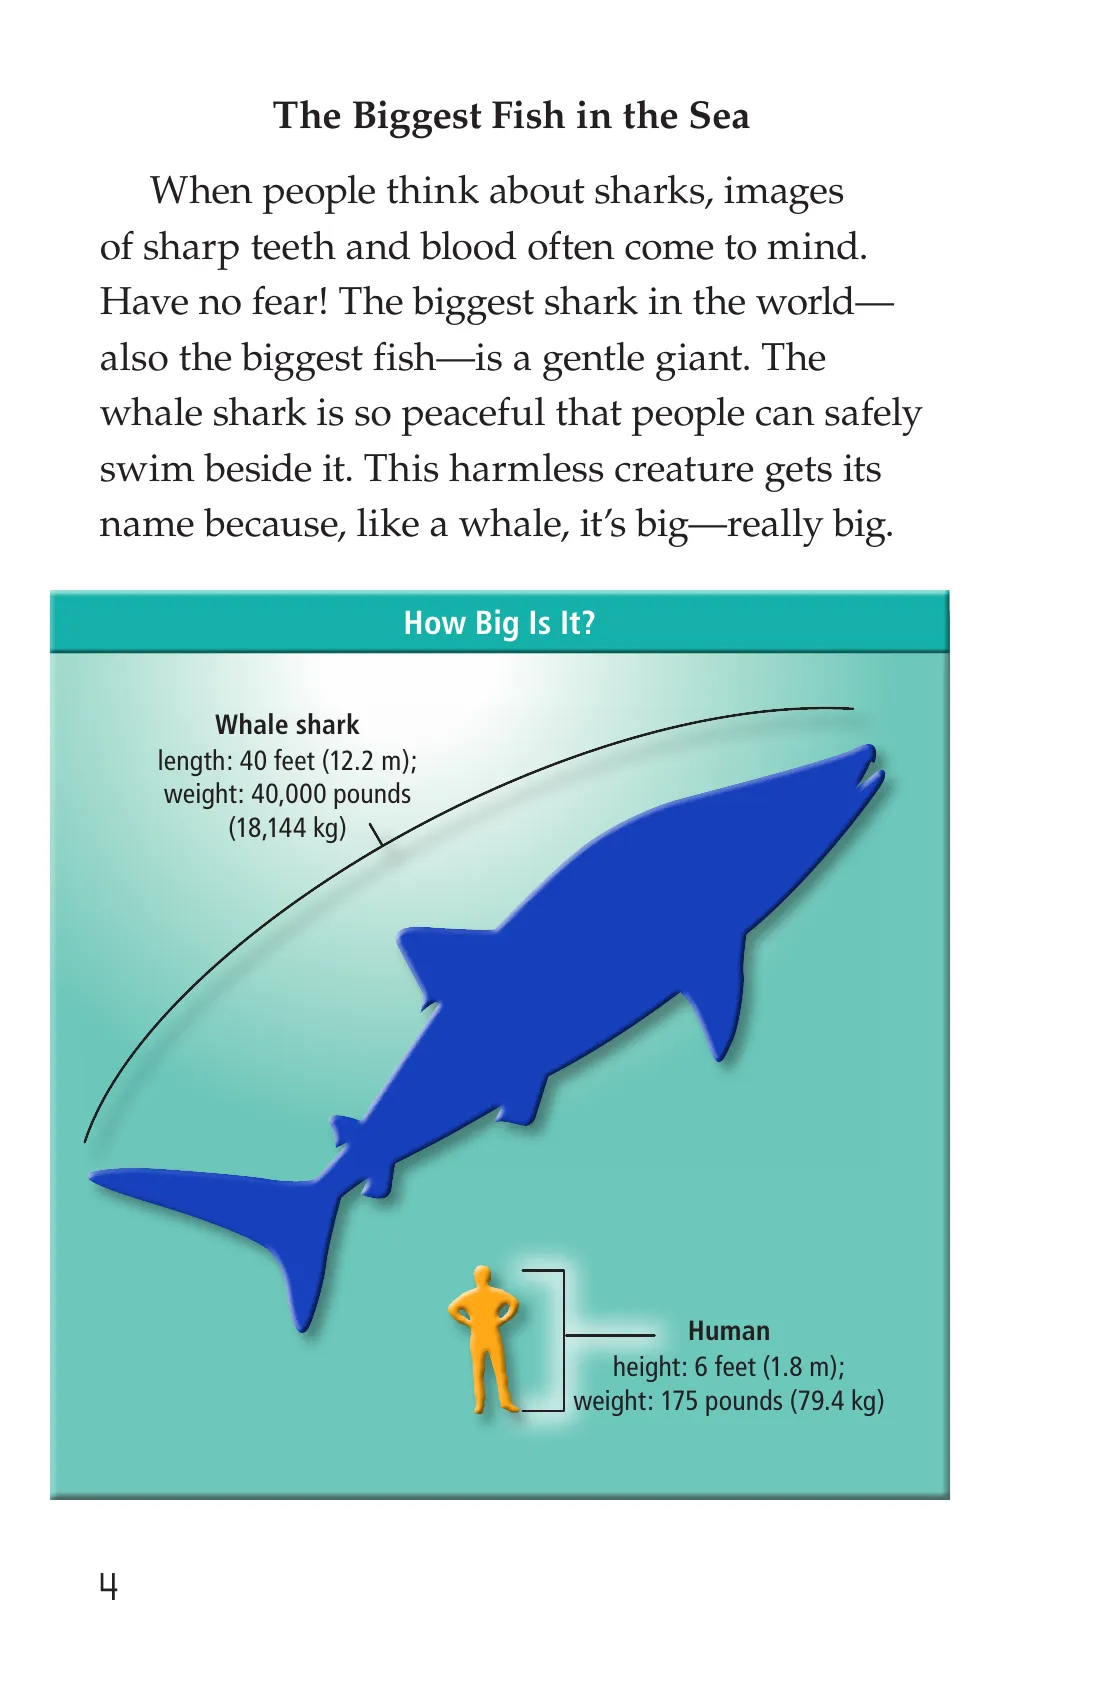 The Biggest Fish in the Sea
When people think about sharks, images
of sharp teeth and blood often come to mind.
Have no fear! The biggest shark in the world—
also the biggest fish—is a gentle giant. The
whale shark is so peaceful that people can safely
swim beside it. This harmless creature gets its
name because, like a whale, it’s big—really big.
How Big Is It?
Whale shark
length: 40 feet (12.2 m);
weight: 40,000 pounds
(18,144 kg)
Human
height: 6 feet (1.8 m);
weight: 175 pounds (79.4 kg)
4